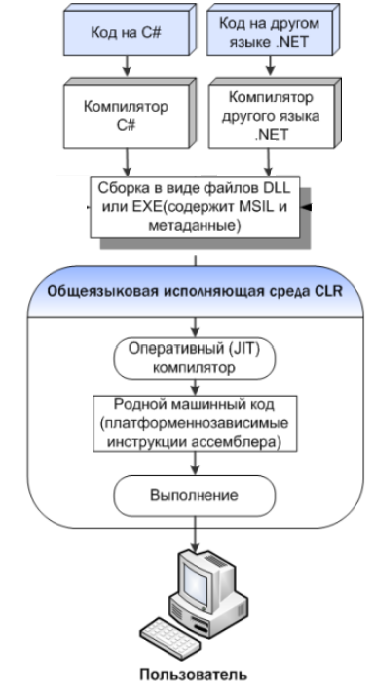 Код на C#
Код на другом
языке .NET
Компилятор
C#
Компилятор
другого языка
.NET
Сборка в виде файлов DLL
или EXE(содержит MSIL и
метаданные)
Общеязыковая исполняющая среда CLR
Оперативный (JIT)
компилятор
Родной машинный код
(платформеннозависимые
инструкции ассемблера)
Выполнение
Пользователь